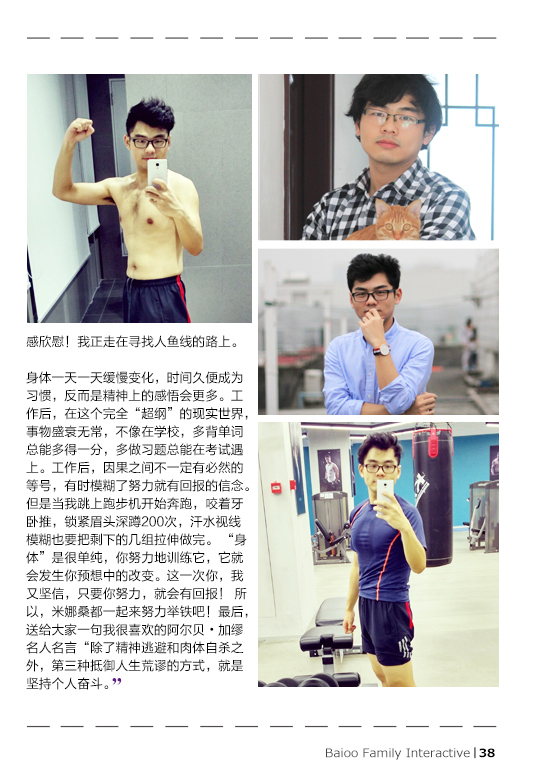 感欣慰！我正走在寻找人鱼线的路上。
身体一天一天缓慢变化，时间久便成为
习惯，反而是精神上的感悟会更多。工
作后，在这个完全“超纲”的现实世界，
事物盛衰无常，不像在学校，多背单词
总能多得一分，多做习题总能在考试遇
上。工作后，因果之间不一定有必然的
等号，有时模糊了努力就有回报的信念。
但是当我跳上跑步机开始奔跑，咬着牙
卧推，锁紧眉头深蹲200次，汗水视线
模糊也要把剩下的几组拉伸做完。 “身
体”是很单纯，你努力地训练它，它就
会发生你预想中的改变。这一次你，我
又坚信，只要你努力，就会有回报！ 所
以，米娜桑都一起来努力举铁吧！最后，
送给大家一句我很喜欢的阿尔贝·加缪
名人名言“除了精神逃避和肉体自杀之
外，第三种抵御人生荒谬的方式，就是
坚持个人奋斗。”
Baioo Family Interactive | 38